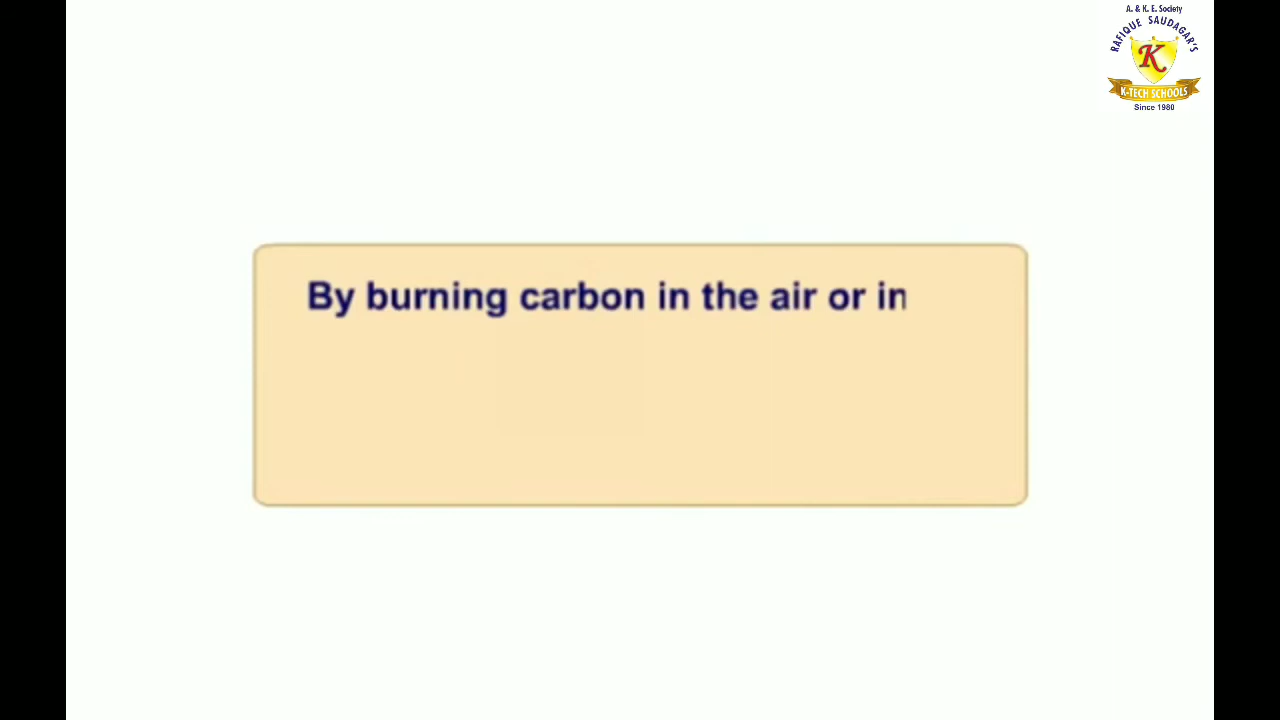 A. & K. E. Society
RAFIQUE SAUDAGAR'S
K
K-TECH SCHOOLS
Since 1980
By burning carbon in the air or in